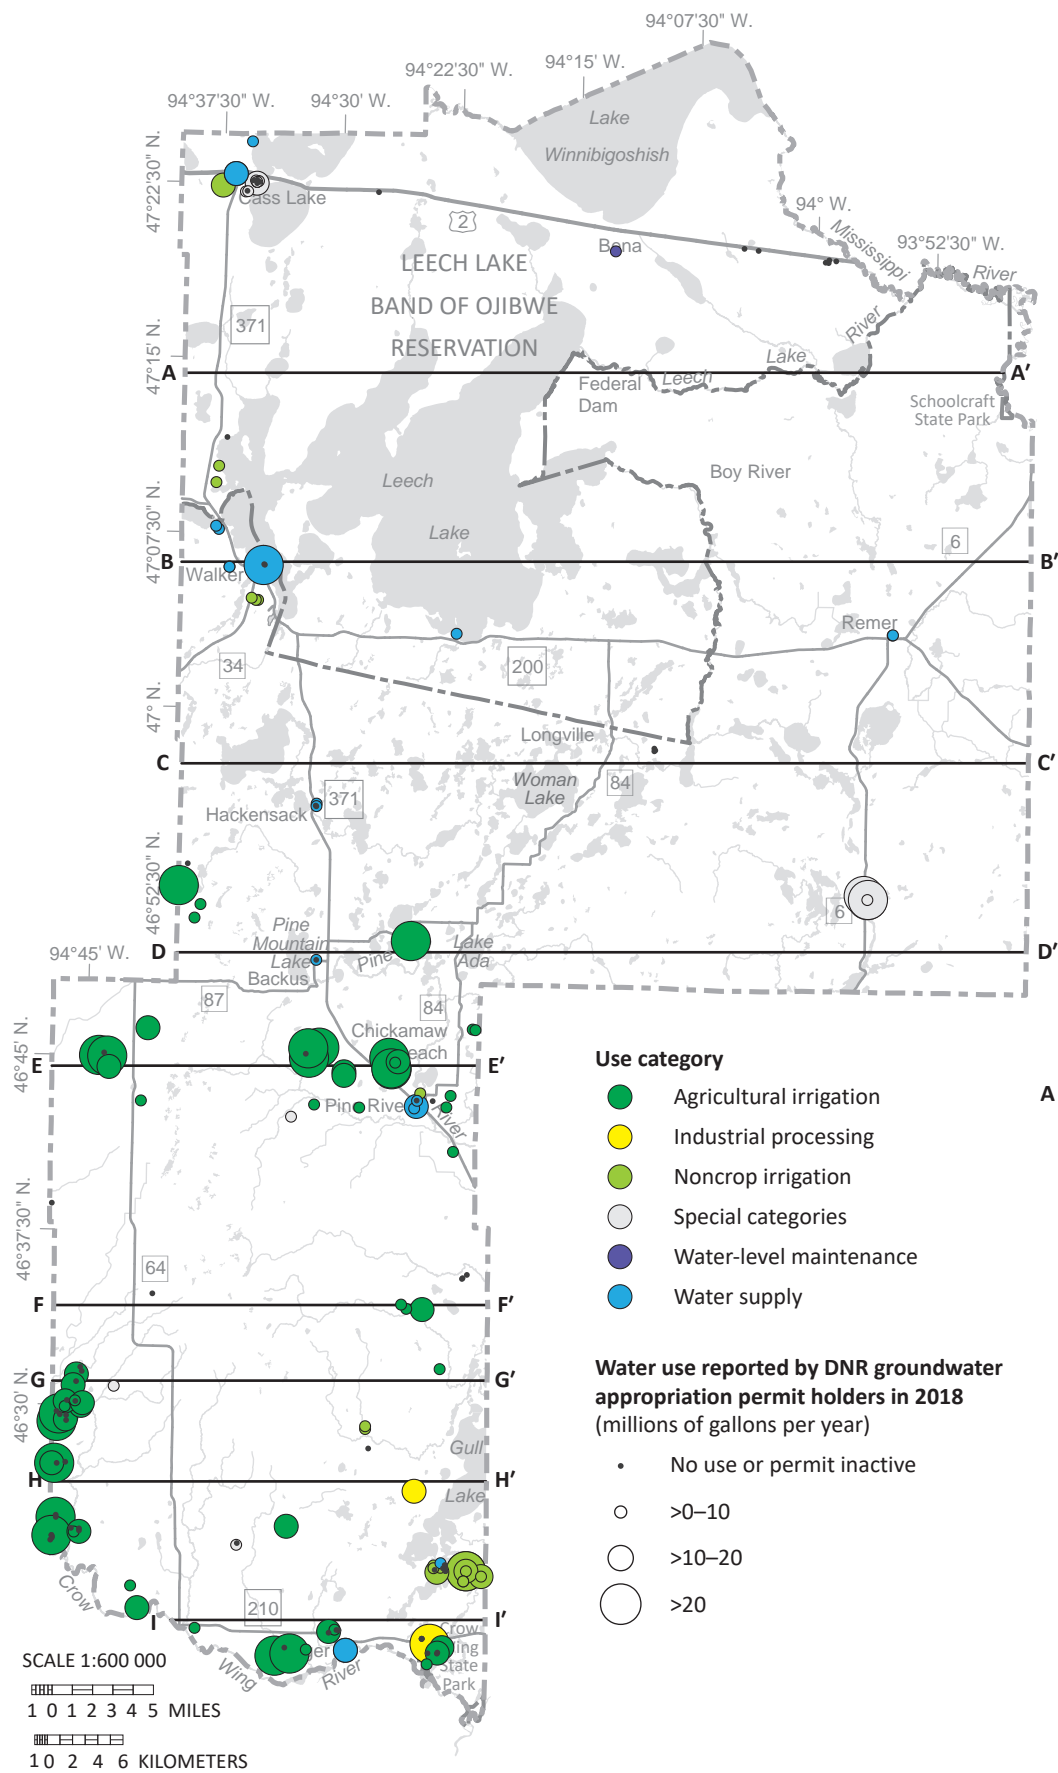 94°07'30" W.
94°15' W.
94°22'30" W.
94°37'30" W.
94°30' W.
Lake
Winnibigoshish
47°22'30" N.
Cass Lake
94° W.
2
Bena
Mississippi
93°52'30" W.
River
LEECH LAKE
BAND OF OJIBWE
RESERVATION
371
47°15' N.
River
Lake
Leech
A
A'
Federal
Dam
Schoolcraft
State Park
Boy River
Leech
Lake
47°07'30" N.
6
B
B'
Walker
Remer
34
200
47° N.
Longville
C
C'
Woman
Lake
84
371
Hackensack
46°52'30" N.
6
Pine
Mountain
Lake
Backus
Pine
Lake
Ada
94°45' W.
D
D'
87
84
Chickamaw
each
46°45' N.
E
E'
Pine River
River
Use category
Agricultural irrigation
A
Industrial processing
Noncrop irrigation
Special categories
Water-level maintenance
Water supply
46°37'30" N.
64
F
F'
G
G'
46°30' N.
Water use reported by DNR groundwater
appropriation permit holders in 2018
(millions of gallons per year)
No use or permit inactive
>0–10
>10–20
>20
Gull
Lake
H
H'
Crow
210
I
I'
Wing
River
ger
Crow
ing
State
Park
SCALE 1:600 000
1 0 1 2 3 4 5 MILES
1 0 2 4 6 KILOMETERS